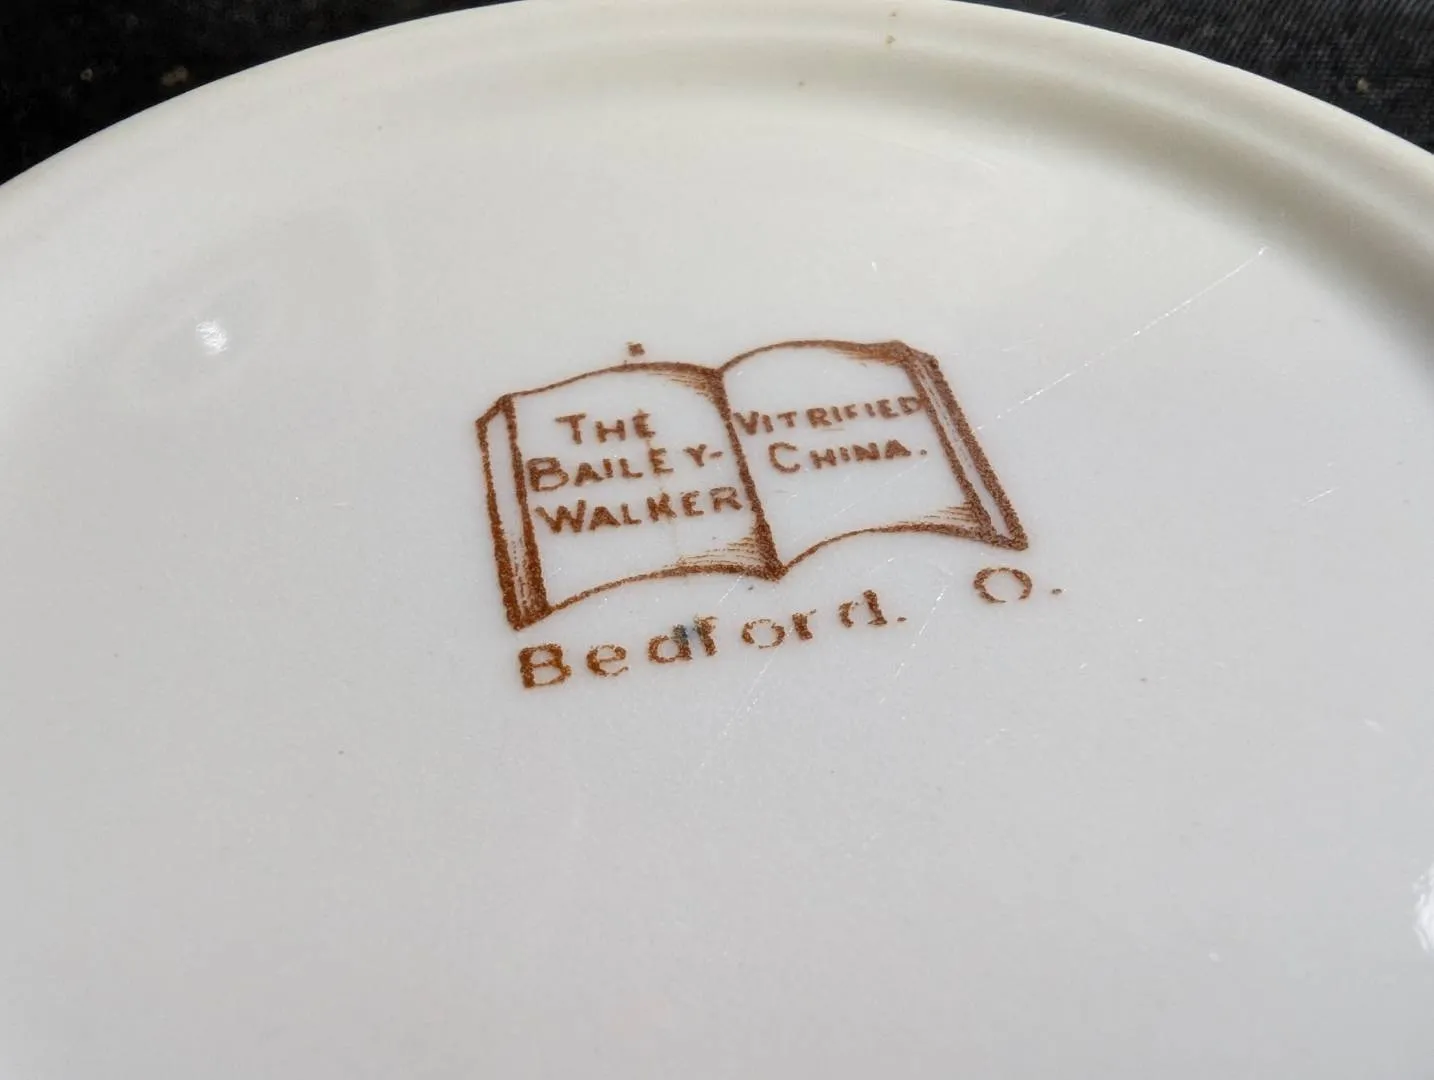 THE
BAILEY-
WALKER
VITRIFIED
CHINA.
Bedford. O.